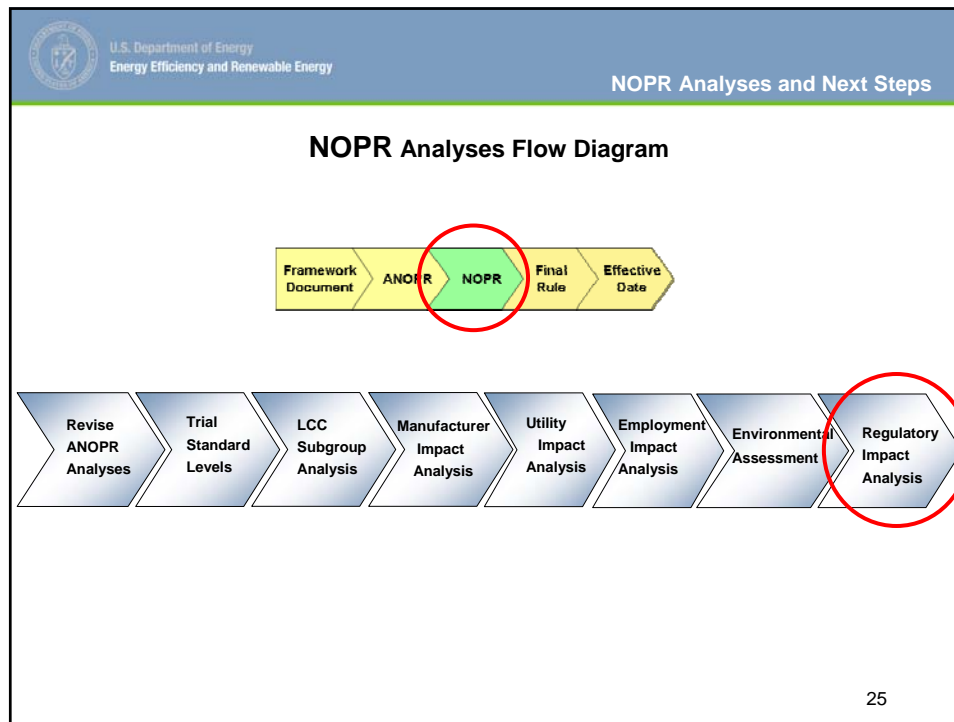 U.S. Department of Energy
Energy Efficiency and Renewable Energy
NOPR Analyses and Next Steps
NOPR Analyses Flow Diagram
Framework
Document
ANOPR
NOPR
Final
Rule
Effective
Date
Revise
ANOPR
Analyses
Trial
Standard
Levels
LCC
Subgroup
Analysis
Manufacturer
Impact
Analysis
Utility
Impact
Analysis
Employment
Impact
Analysis
Environmental
Assessment
Regulatory
Impact
Analysis
25